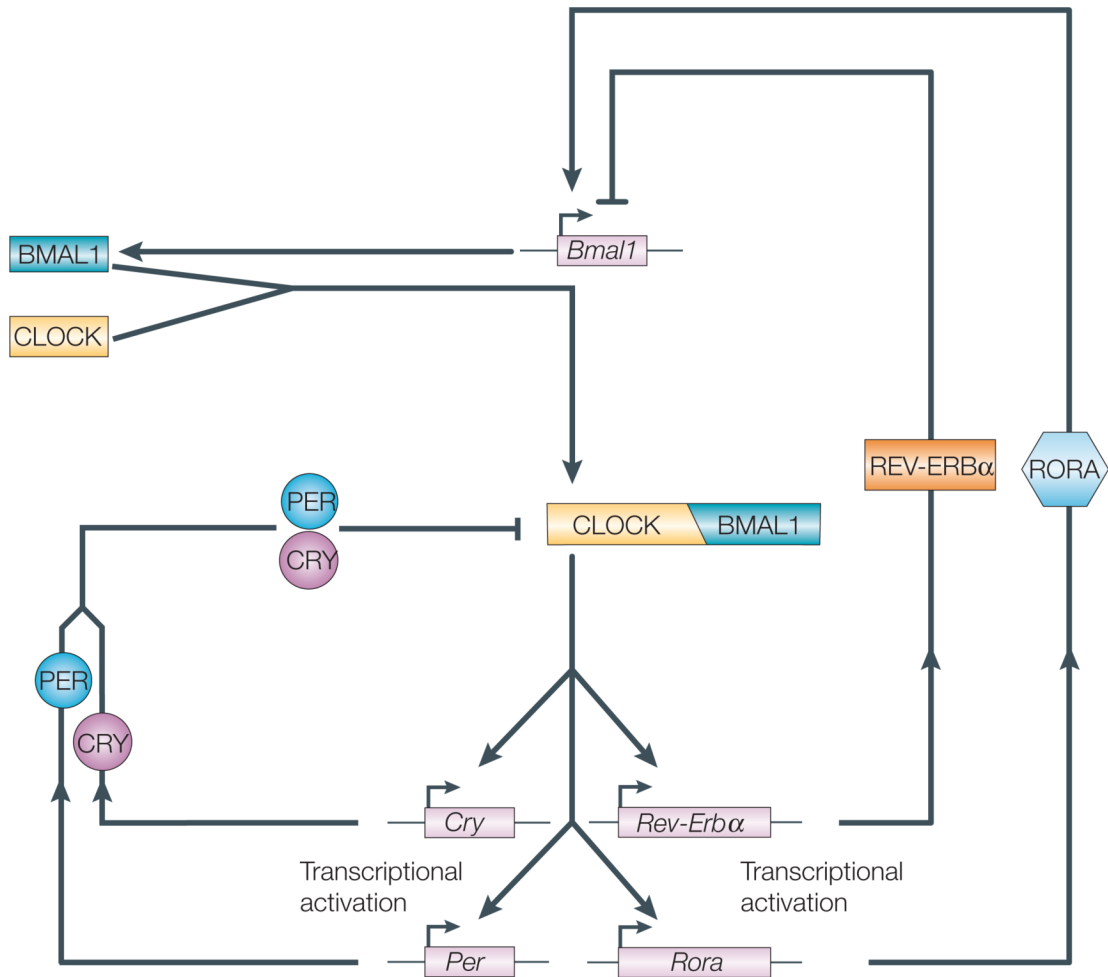 Bmal1
BMAL1
CLOCK
REV-ERBα
RORA
PER
CRY
CLOCK
BMAL1
PER
CRY
Cry
Rev-Erbα
Transcriptional
activation
Transcriptional
activation
Per
Rora